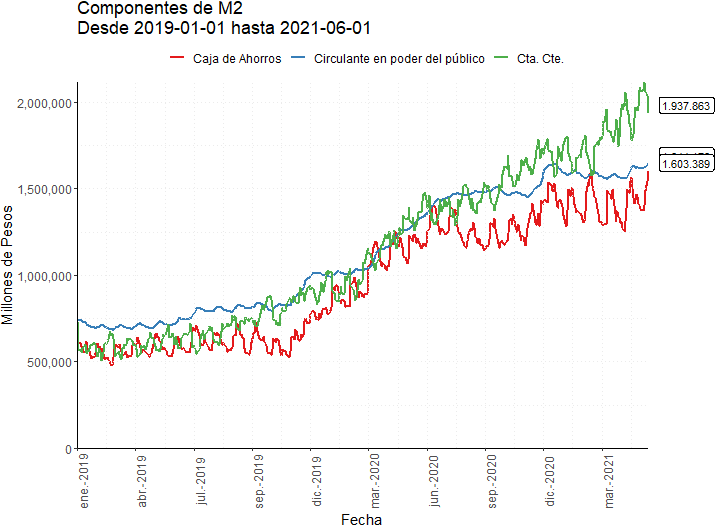 Componentes de M2
Desde 2019-01-01 hasta 2021-06-01
Caja de Ahorros Circulante en poder del público Cta. Cte.
2,000,000
1,500,000
1,000,000
500,000
0
Millones de Pesos
1.937.863
1.603.389
ene.-2019
abr.-2019
jul.-2019
sep.-2019
dic.-2019
mar.-2020
jun.-2020
sep.-2020
dic.-2020
mar.-2021
Fecha